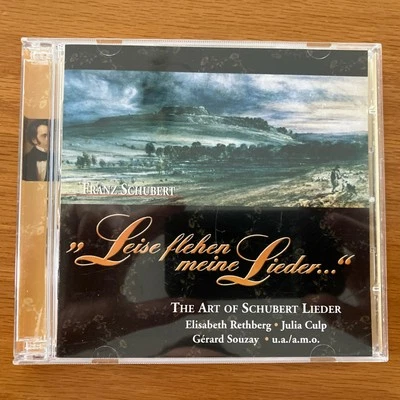 FRANZ SCHUBERT
„Leise flehen
meine Lieder...“
THE ART OF SCHUBERT LIEDER
Elisabeth Rethberg • Julia Culp
Gérard Souzay • u.a./a.m.o.